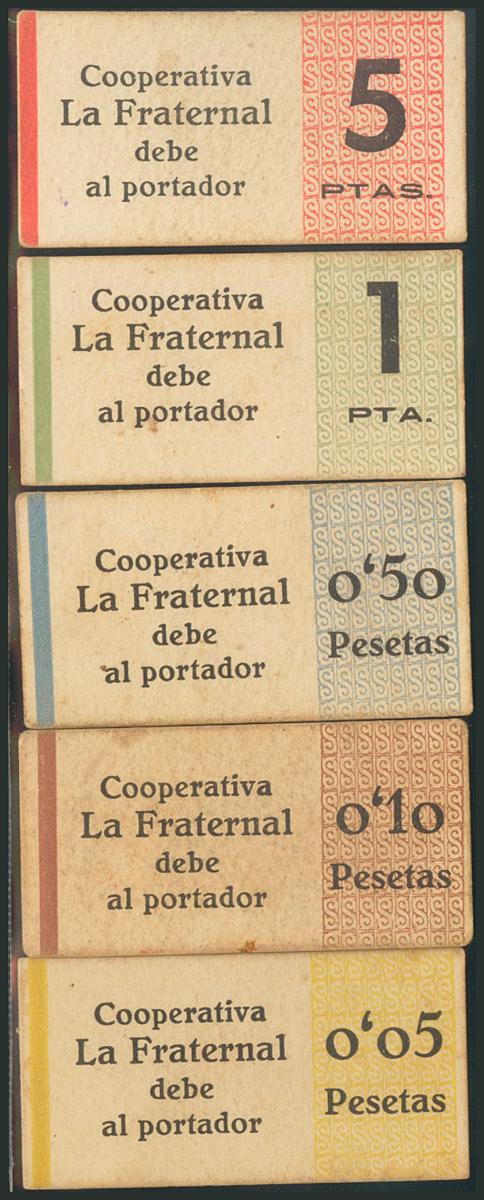 Cooperativa
La Fraternal
debe
al portador
5
PTAS.
Cooperativa
La Fraternal
debe
al portador
1
PTA.
Cooperativa
La Fraternal
debe
al portador
0‘50
Pesetas
Cooperativa
La Fraternal
debe
al portador
0‘10
Pesetas
Cooperativa
La Fraternal
debe
al portador
0‘05
Pesetas